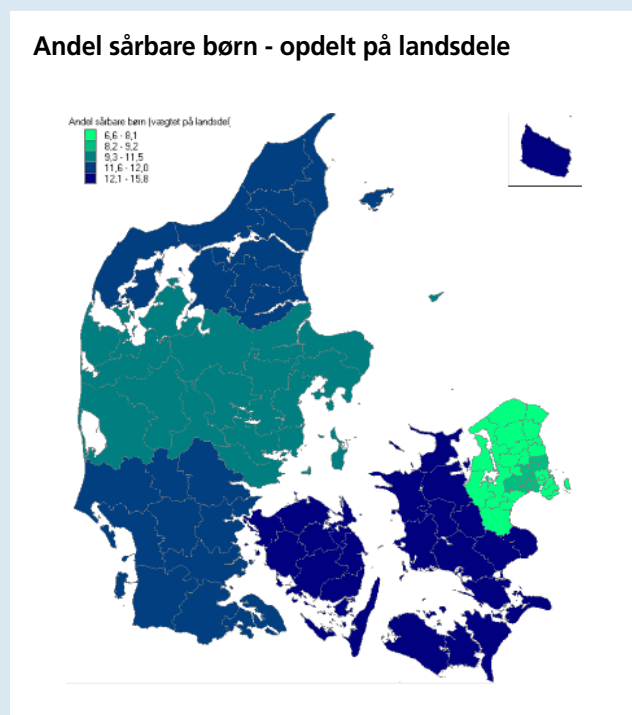 Andel sårbare børn - opdelt på landsdele
Andel sårbare børn (vægtet på landsdel
6,6 - 8,1
8,2 - 9,2
9,3 - 11,5
11,6 - 12,0
12,1 - 15,8